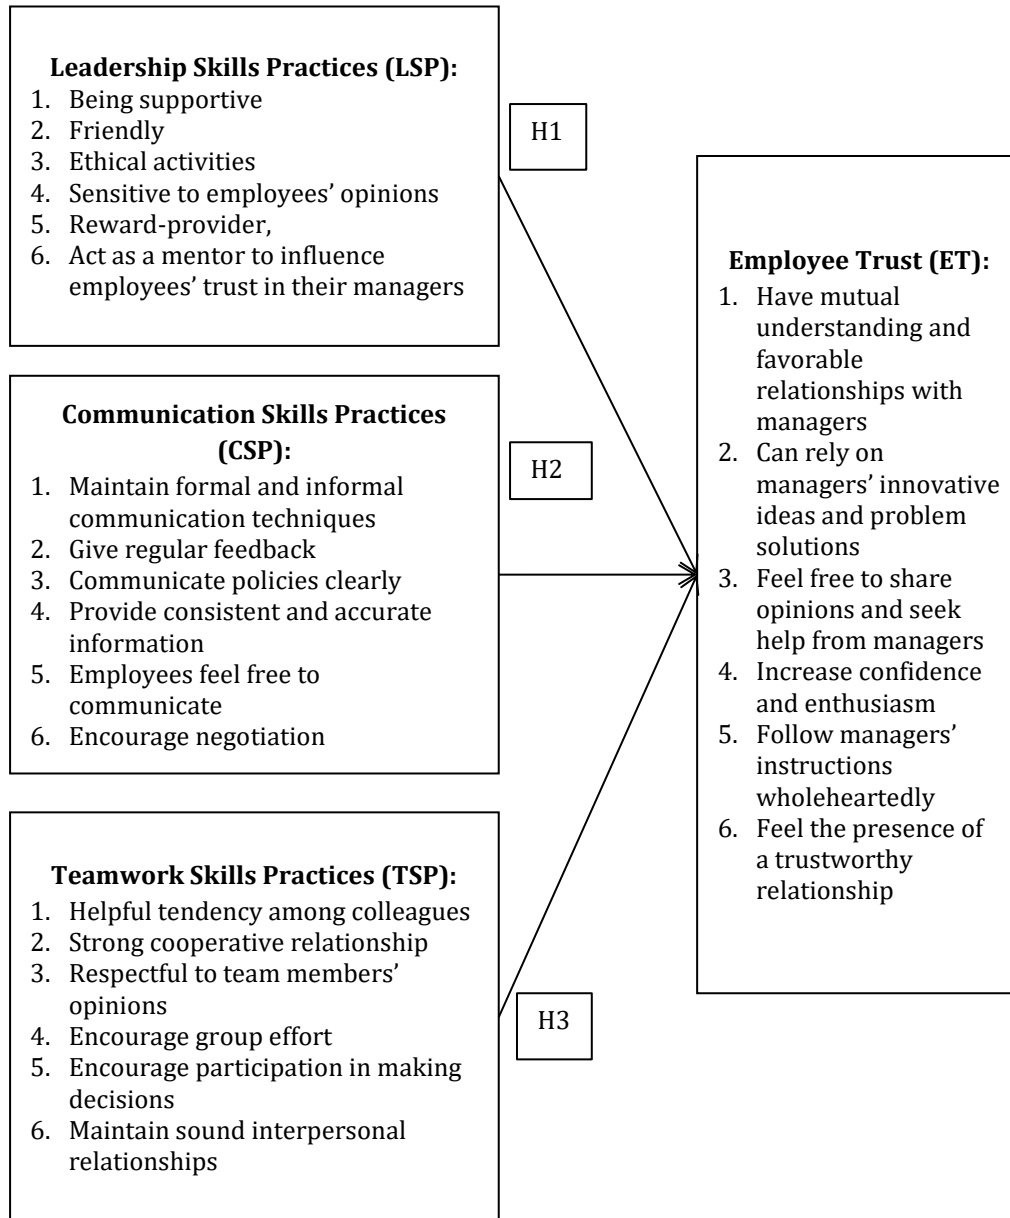 Leadership Skills Practices (LSP):
1. Being supportive
2. Friendly
3. Ethical activities
4. Sensitive to employees’ opinions
5. Reward-provider,
6. Act as a mentor to influence
employees’ trust in their managers
H1
Communication Skills Practices
(CSP):
1. Maintain formal and informal
communication techniques
2. Give regular feedback
3. Communicate policies clearly
4. Provide consistent and accurate
information
5. Employees feel free to
communicate
6. Encourage negotiation
H2
Teamwork Skills Practices (TSP):
1. Helpful tendency among colleagues
2. Strong cooperative relationship
3. Respectful to team members’
opinions
4. Encourage group effort
5. Encourage participation in making
decisions
6. Maintain sound interpersonal
relationships
H3
Employee Trust (ET):
1. Have mutual
understanding and
favorable
relationships with
managers
2. Can rely on
managers’ innovative
ideas and problem
solutions
3. Feel free to share
opinions and seek
help from managers
4. Increase confidence
and enthusiasm
5. Follow managers’
instructions
wholeheartedly
6. Feel the presence of
a trustworthy
relationship